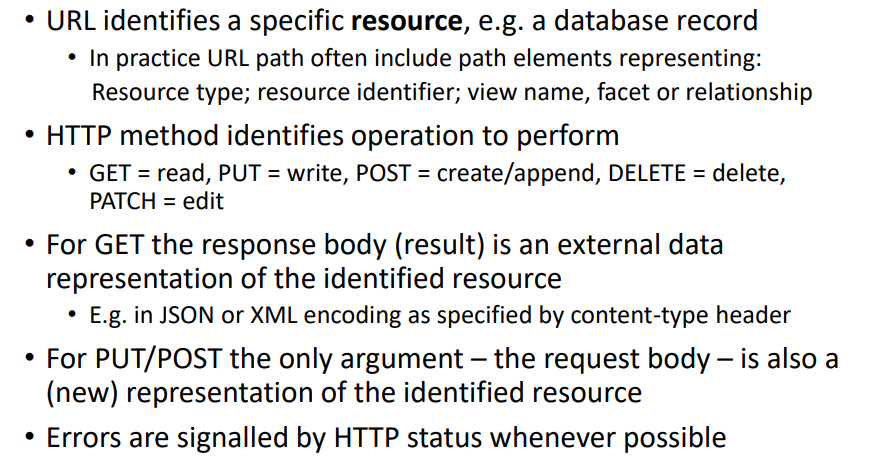 • URL identifies a specific resource, e.g. a database record
• In practice URL path often include path elements representing:
Resource type; resource identifier; view name, facet or relationship
• HTTP method identifies operation to perform
• GET = read, PUT = write, POST = create/append, DELETE = delete,
PATCH = edit
• For GET the response body (result) is an external data
representation of the identified resource
• E.g. in JSON or XML encoding as specified by content-type header
• For PUT/POST the only argument – the request body – is also a
(new) representation of the identified resource
• Errors are signalled by HTTP status whenever possible